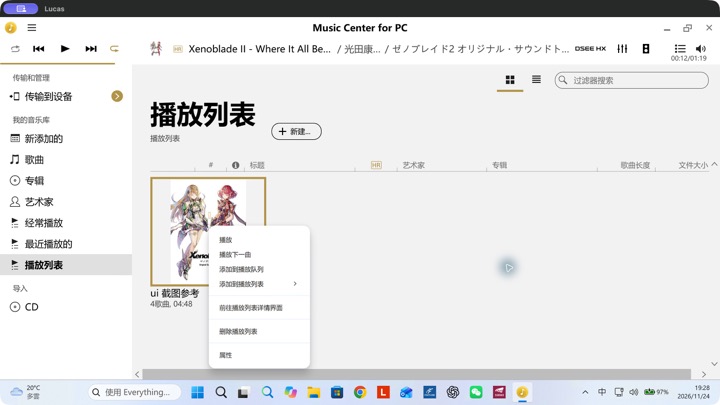 Lucas
Music Center for PC
HR Xenoblade II - Where It All Be... / 光田康... / ゼノブレイド2 オリジナル・サウンドト...
DSEE HX
00:12/01:19
传输和管理
传输到设备
我的音乐库
新添加的
歌曲
专辑
艺术家
经常播放
最近播放的
播放列表
导入
CD
过滤器搜索
播放列表
播放列表
+ 新建...
# 标题 HR 艺术家 专辑 歌曲长度 文件大小
ui 截图参考
4歌曲, 04:48
播放
播放下一曲
添加到播放队列
添加到播放列表
前往播放列表详情界面
删除播放列表
属性
20°C
多云
使用 Everything...
中
97%
19:28
2026/11/24